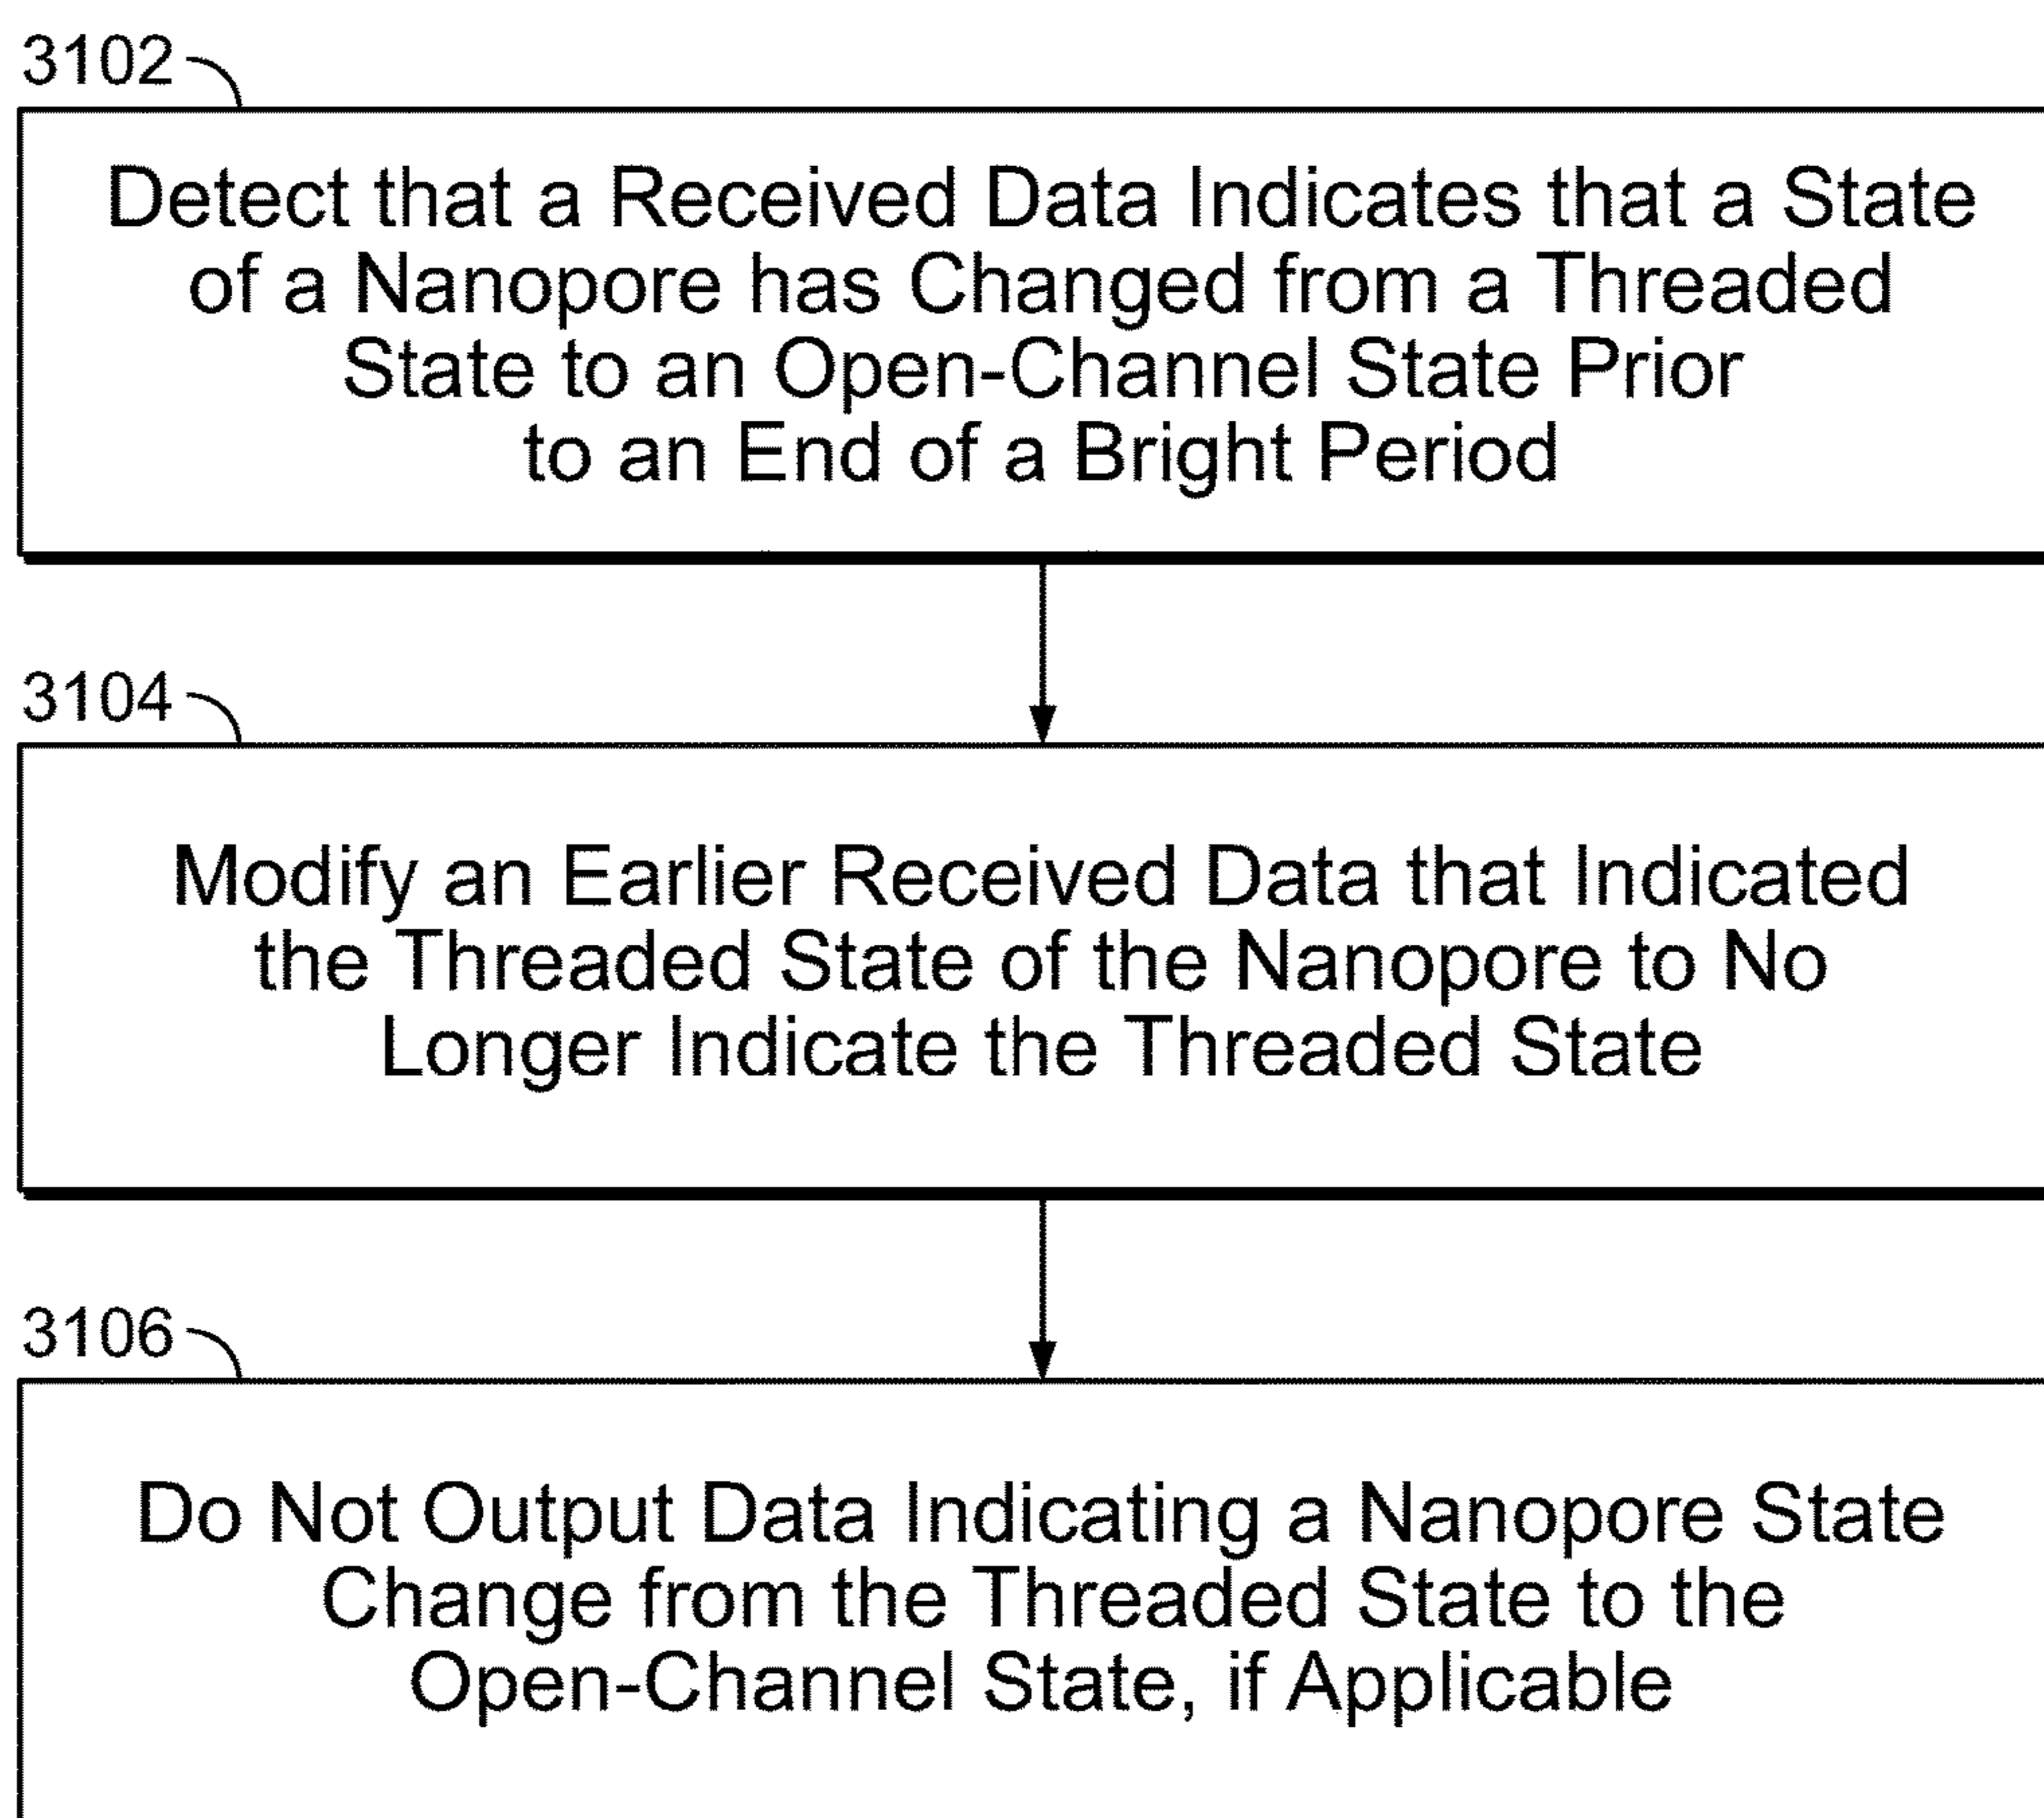 3102
Detect that a Received Data Indicates that a State
of a Nanopore has Changed from a Threaded
State to an Open-Channel State Prior
to an End of a Bright Period
3104
Modify an Earlier Received Data that Indicated
the Threaded State of the Nanopore to No
Longer Indicate the Threaded State
3106
Do Not Output Data Indicating a Nanopore State
Change from the Threaded State to the
Open-Channel State, if Applicable